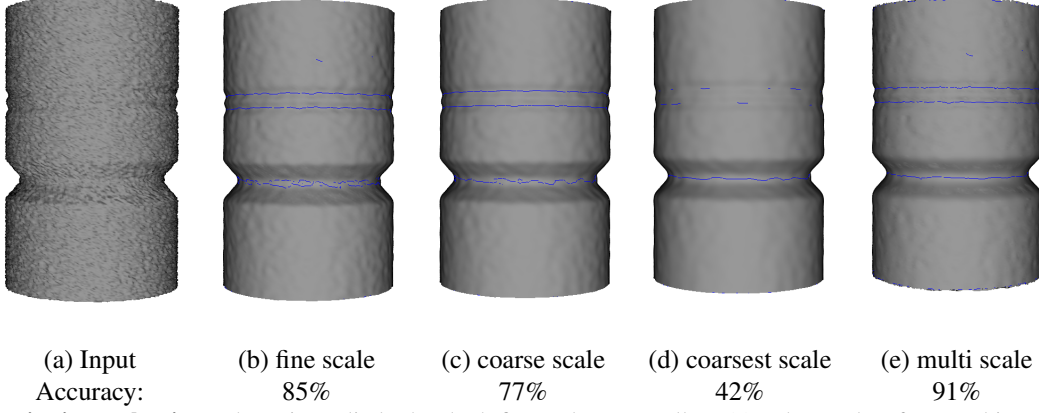 (a) Input (b) fine scale (c) coarse scale (d) coarsest scale (e) multi scale
Accuracy: 85% 77% 42% 91%